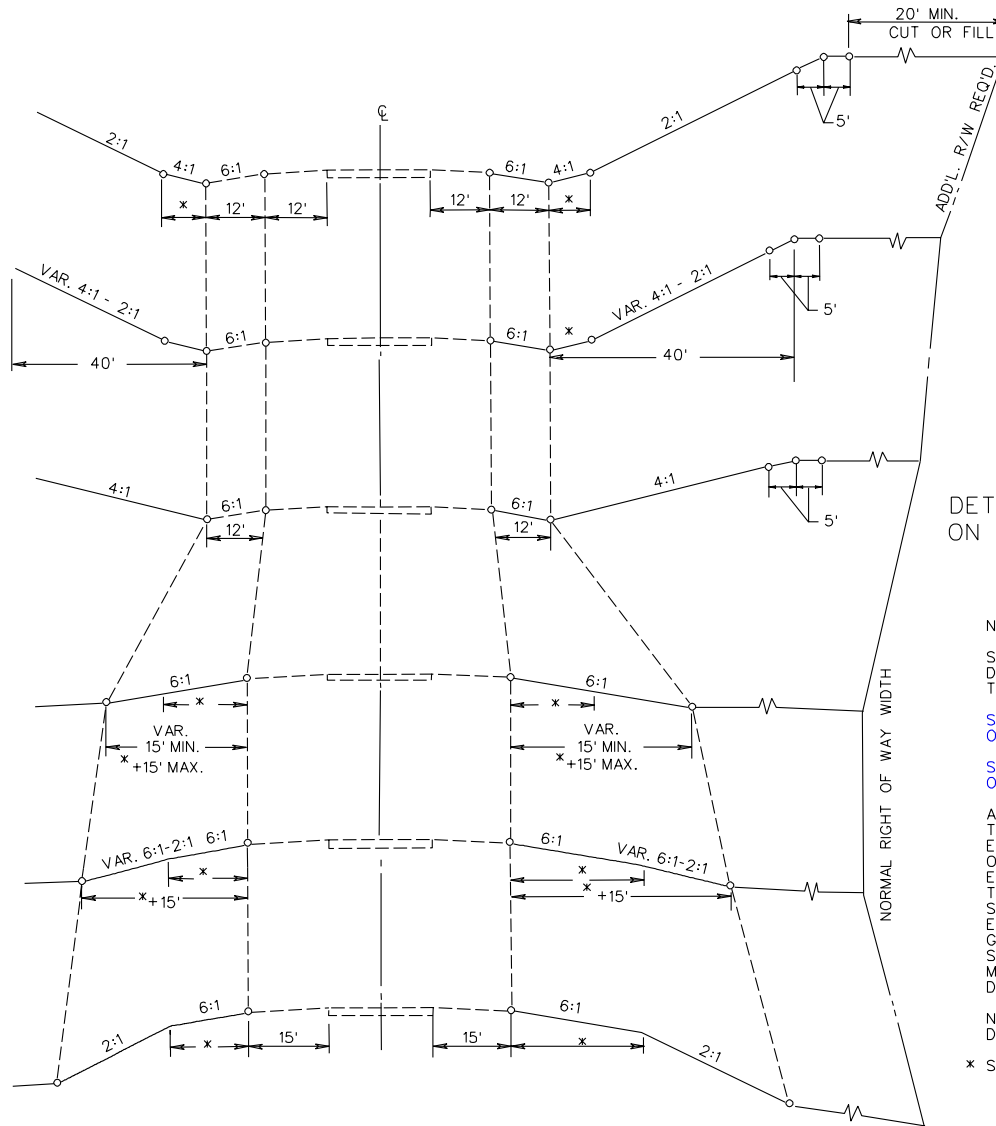 20' MIN.
CUT OR FILL
5'
ADD'L. R/W REQ'D.
℄
2:1 4:1 6:1 6:1 4:1 2:1
* 12' 12' 12' 12' *
VAR. 4:1 - 2:1 6:1 6:1 * VAR. 4:1 - 2:1
5'
40' 40'
4:1 6:1 6:1 4:1
12' 12' 5'
DET
ON
N
S
D
T
S
O
S
O
A
T
E
O
E
T
S
E
G
S
M
D
N
D
* S
6:1 6:1
* *
VAR. VAR.
15' MIN. 15' MIN.
*+15' MAX. *+15' MAX.
NORMAL RIGHT OF WAY WIDTH
VAR. 6:1-2:1 6:1 6:1 VAR. 6:1-2:1
* *
*+15' *+15'
2:1 6:1 6:1 2:1
* 15' 15' *